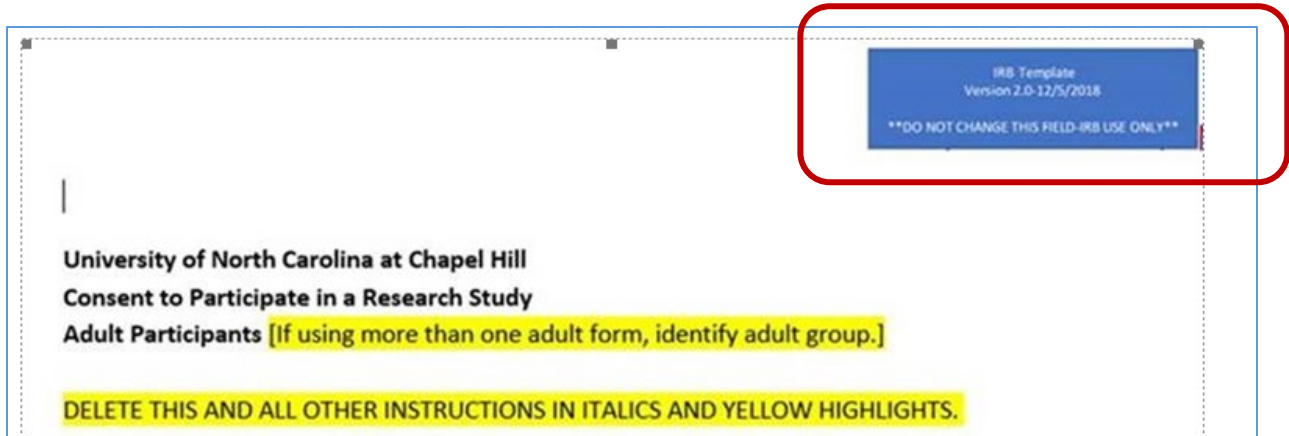 IRB Template
Version 2.0-12/5/2018
**DO NOT CHANGE THIS FIELD-IRB USE ONLY**
University of North Carolina at Chapel Hill
Consent to Participate in a Research Study
Adult Participants [If using more than one adult form, identify adult group.]
DELETE THIS AND ALL OTHER INSTRUCTIONS IN ITALICS AND YELLOW HIGHLIGHTS.